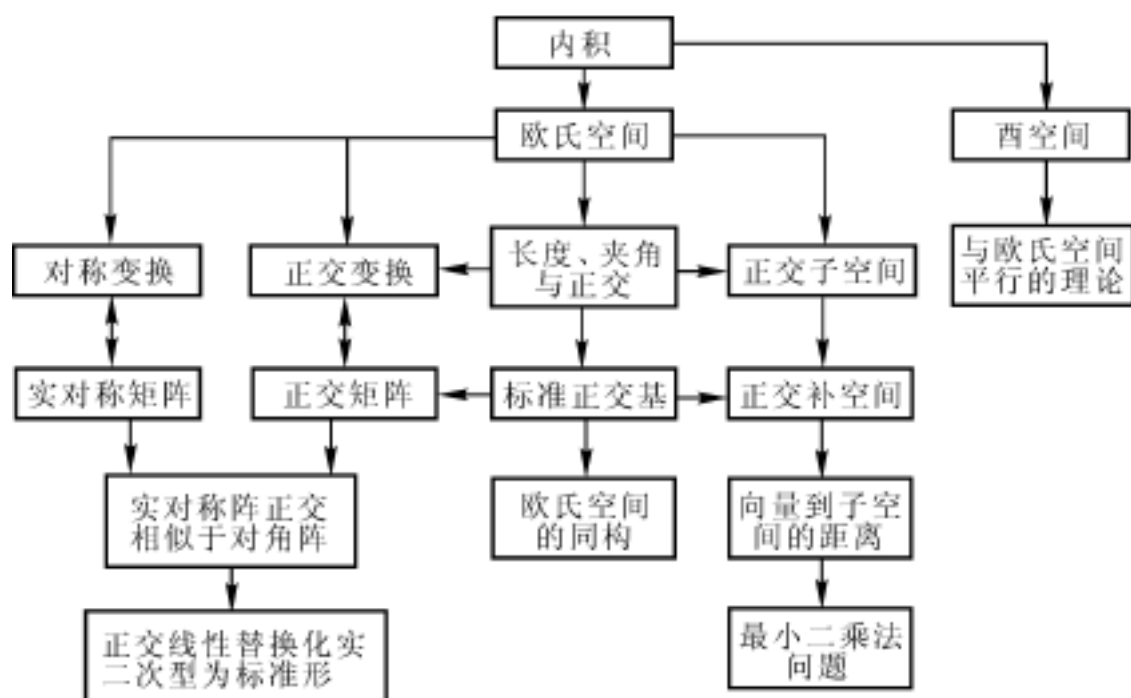 内积
欧氏空间
酉空间
对称变换
正交变换
长度、夹角
与正交
正交子空间
与欧氏空间
平行的理论
实对称矩阵
正交矩阵
标准正交基
正交补空间
实对称阵正交
相似于对角阵
欧氏空间
的同构
向量到子空
间的距离
正交线性替换化实
二次型为标准形
最小二乘法
问题